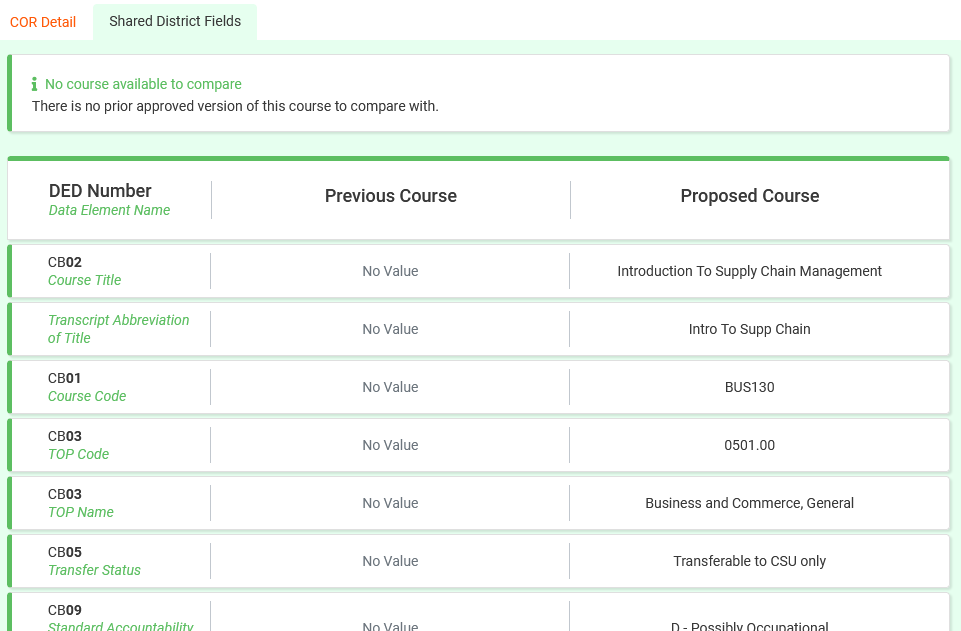 COR Detail
Shared District Fields
No course available to compare
There is no prior approved version of this course to compare with.
DED Number
Data Element Name
Previous Course
Proposed Course
CB02
Course Title
No Value
Introduction To Supply Chain Management
Transcript Abbreviation
of Title
No Value
Intro To Supp Chain
CB01
Course Code
No Value
BUS130
CB03
TOP Code
No Value
0501.00
CB03
TOP Name
No Value
Business and Commerce, General
CB05
Transfer Status
No Value
Transferable to CSU only
CB09
Standard Accountability
No Value
D - Possibly Occupational